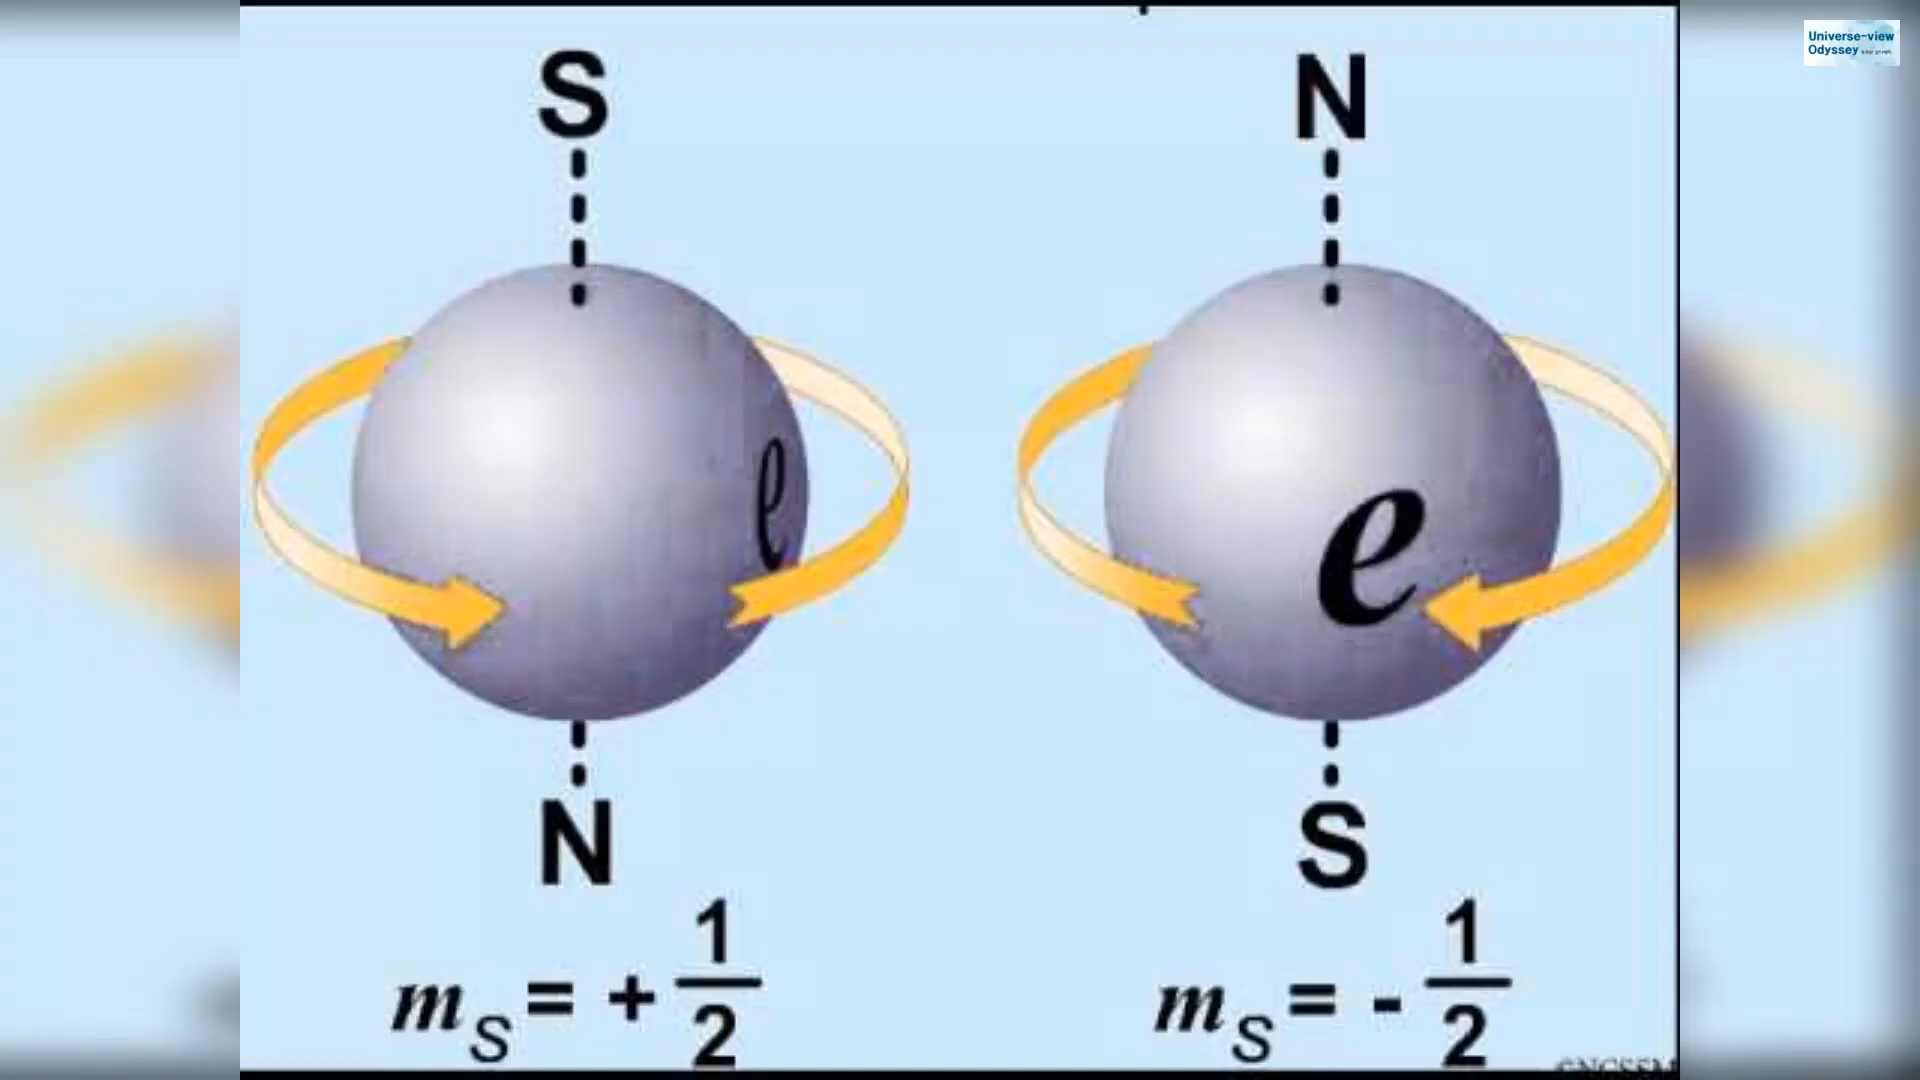 S
N
e
e
N
S
m_S = + 1/2
m_S = - 1/2
Universe-view
Odyssey